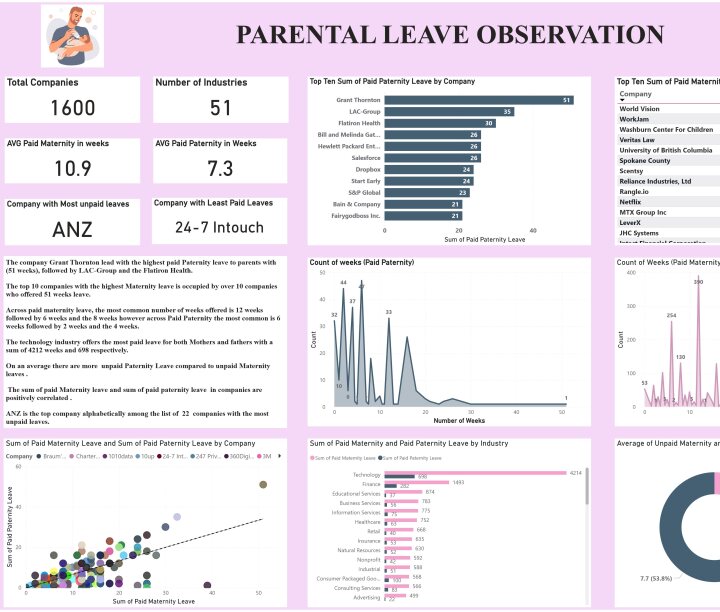 PARENTAL LEAVE OBSERVATION
Total Companies
1600
Number of Industries
51
AVG Paid Maternity in weeks
10.9
AVG Paid Paternity in Weeks
7.3
Company with Most unpaid leaves
ANZ
Company with Least Paid Leaves
24-7 Intouch
The company Grant Thornton lead with the highest paid Paternity leave to parents with
(51 weeks), followed by LAC-Group and the Flatiron Health.
The top 10 companies with the highest Maternity leave is occupied by over 10 companies
who offered 51 weeks leave.
Across paid maternity leave, the most common number of weeks offered is 12 weeks
followed by 6 weeks and the 8 weeks however across Paid Paternity the most common is 6
weeks followed by 2 weeks and the 4 weeks.
The technology industry offers the most paid leave for both Mothers and fathers with a
sum of 4212 weeks and 698 respectively.
On an average there are more unpaid Paternity Leave compared to unpaid Maternity
leaves .
The sum of paid Maternity leave and sum of paid paternity leave in companies are
positively correlated .
ANZ is the top company alphabetically among the list of 22 companies with the most
unpaid leaves.
Top Ten Sum of Paid Paternity Leave by Company
Grant Thornton 51
LAC-Group 35
Flatiron Health 30
Bill and Melinda Gat... 26
Hewlett Packard Ent... 26
Salesforce 26
Dropbox 24
Start Early 24
S&P Global 23
Bain & Company 21
Fairygodboss Inc. 21
0 20 40
Sum of Paid Paternity Leave
Top Ten Sum of Paid Maternit
Company
World Vision
WorkJam
Washburn Center For Children
Veritas Law
University of British Columbia
Spokane County
Scentsy
Reliance Industries, Ltd
Rangle.io
Netflix
MTX Group Inc
LeverX
JHC Systems
Count of weeks (Paid Paternity)
50
40
30
20
10
0
Count
32
10
44
0
37
47
33
1
0 10 20 30 40 50
Number of Weeks
Count of Weeks (Paid Maternity
400
300
200
100
0
Count
53
254
130
390
0 10
Sum of Paid Maternity Leave and Sum of Paid Paternity Leave by Company
Company Braum'... Charter... 1010data 10up 24-7 Int... 247 Priv... 360Digi... 3M
60
40
20
0
Sum of Paid Paternity Leave
0 10 20 30 40 50
Sum of Paid Maternity Leave
Sum of Paid Maternity and Paid Paternity Leave by Industry
Sum of Paid Maternity Leave Sum of Paid Paternity Leave
Technology 4214 698
Finance 1493 282
Educational Services 874 37
Business Services 783 56
Information Services 775 75
Healthcare 752 63
Retail 668 40
Insurance 635 53
Natural Resources 630 52
Nonprofit 592 42
Industrial 588 51
Consumer Packaged Goo... 568 100
Consulting Services 500 83
Advertising 499 22
Average of Unpaid Maternity an
7.7 (53.8%)